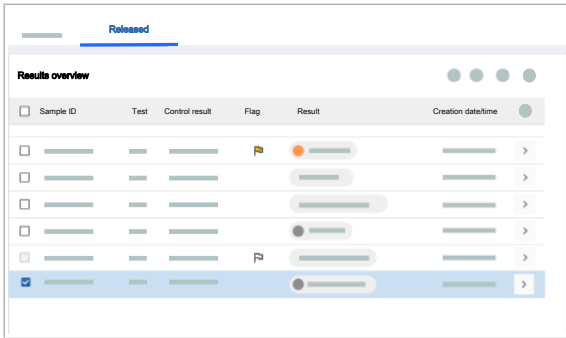 Released
Results overview
Sample ID Test Control result Flag Result Creation date/time